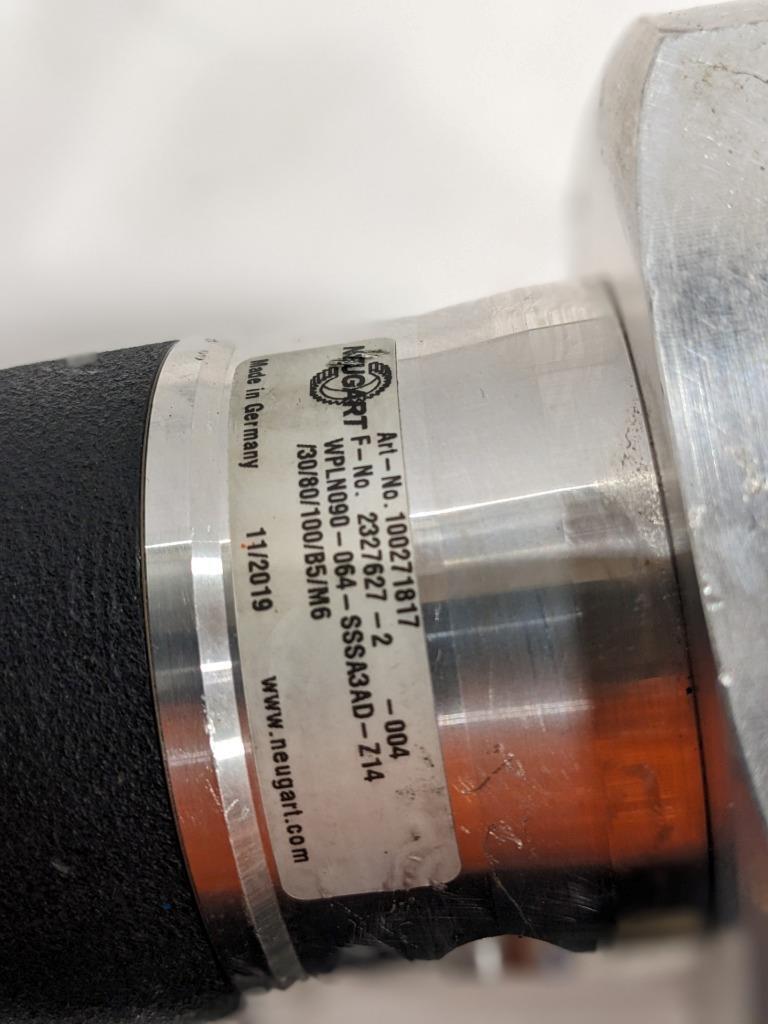 NEUGART
Art-No. 100271817
F-No. 2327627-2 -004
WPLN090-064-SSSA3AD-Z14
/30/80/100/B5/M6
Made in Germany 11/2019 www.neugart.com